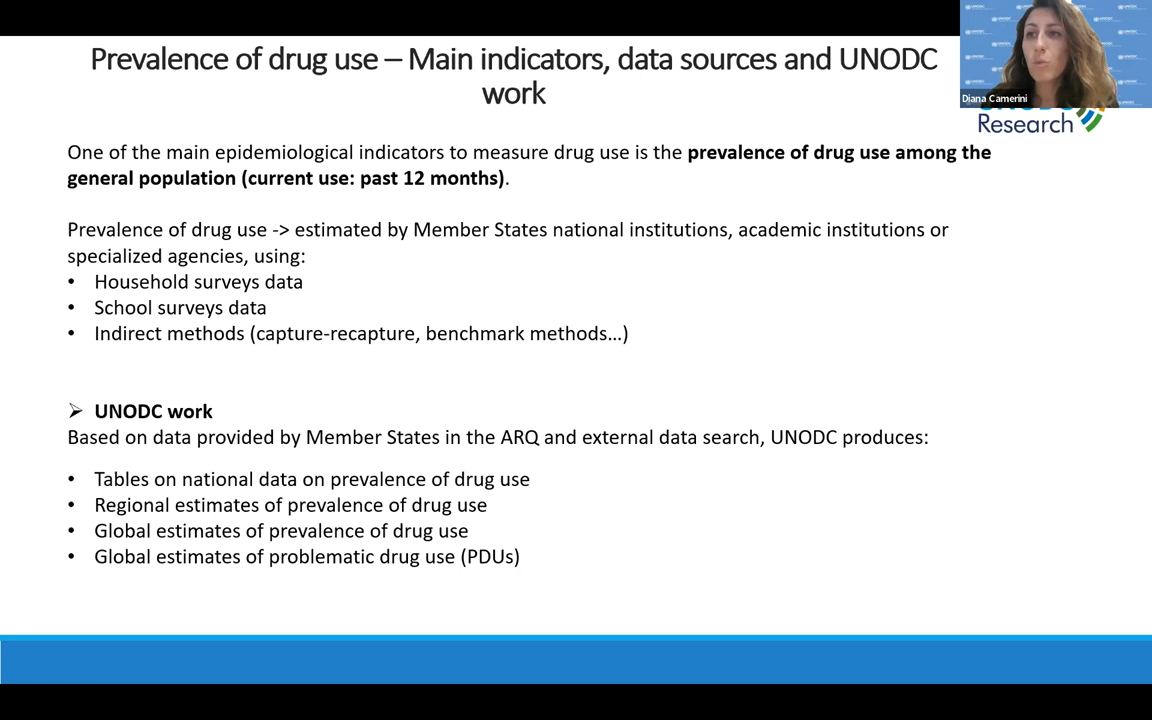 Prevalence of drug use – Main indicators, data sources and UNODC
work
Diana Camerini
Research
One of the main epidemiological indicators to measure drug use is the prevalence of drug use among the
general population (current use: past 12 months).
Prevalence of drug use -> estimated by Member States national institutions, academic institutions or
specialized agencies, using:
• Household surveys data
• School surveys data
• Indirect methods (capture-recapture, benchmark methods…)
➢ UNODC work
Based on data provided by Member States in the ARQ and external data search, UNODC produces:
• Tables on national data on prevalence of drug use
• Regional estimates of prevalence of drug use
• Global estimates of prevalence of drug use
• Global estimates of problematic drug use (PDUs)